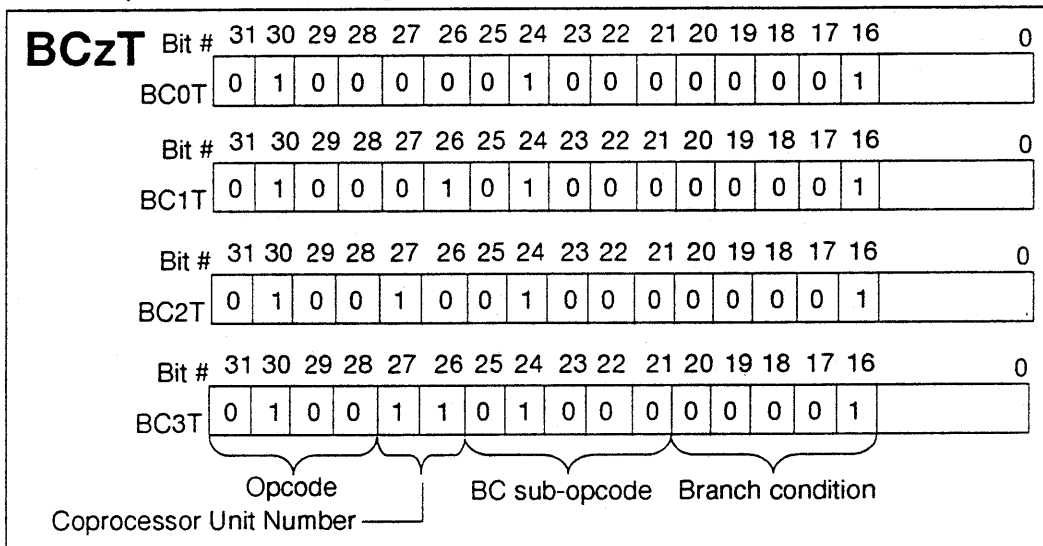 BCzT Bit # 31 30 29 28 27 26 25 24 23 22 21 20 19 18 17 16 0
BC0T 0 1 0 0 0 0 0 1 0 0 0 0 0 0 0 1
Bit # 31 30 29 28 27 26 25 24 23 22 21 20 19 18 17 16 0
BC1T 0 1 0 0 0 1 0 1 0 0 0 0 0 0 0 1
Bit # 31 30 29 28 27 26 25 24 23 22 21 20 19 18 17 16 0
BC2T 0 1 0 0 1 0 0 1 0 0 0 0 0 0 0 1
Bit # 31 30 29 28 27 26 25 24 23 22 21 20 19 18 17 16 0
BC3T 0 1 0 0 1 1 0 1 0 0 0 0 0 0 0 1
Opcode BC sub-opcode Branch condition
Coprocessor Unit Number